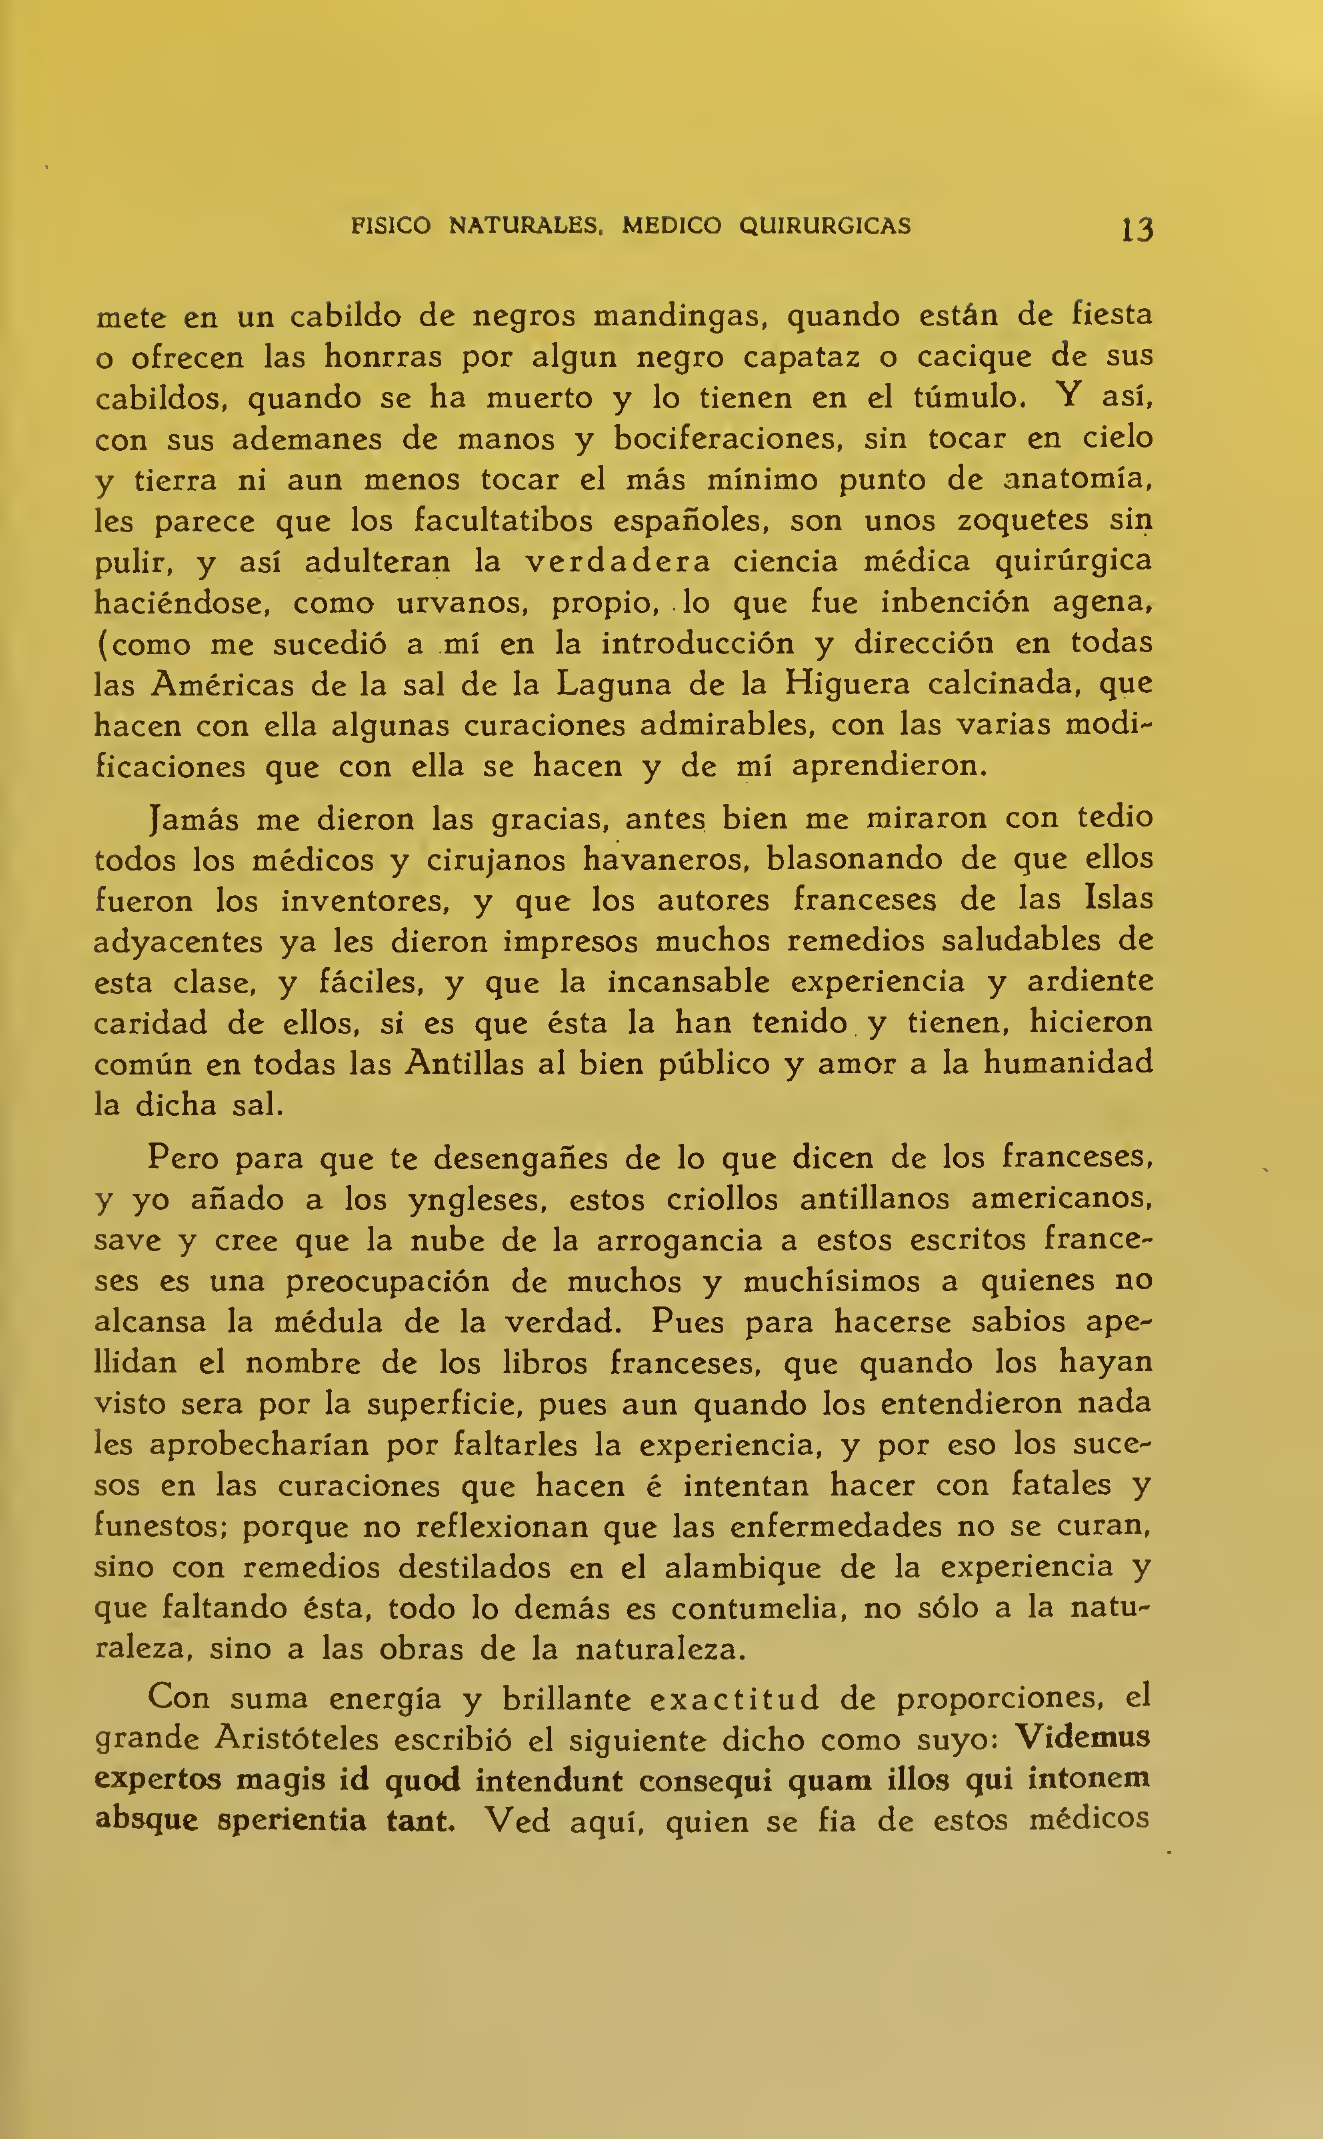 FISICO NATURALES, MEDICO QUIRURGICAS 13
mete en un cabildo de negros mandingas, quando están de fiesta
o ofrecen las honrras por algun negro capataz o cacique de sus
cabildos, quando se ha muerto y lo tienen en el túmulo. Y así,
con sus ademanes de manos y bociferaciones, sin tocar en cielo
y tierra ni aun menos tocar el más mínimo punto de anatomía,
les parece que los facultatibos españoles, son unos zoquetes sin
pulir, y así adulteran la verdadera ciencia médica quirúrgica
haciéndose, como urvanos, propio, lo que fue inbención agena,
(como me sucedió a mí en la introducción y dirección en todas
las Américas de la sal de la Laguna de la Higuera calcinada, que
hacen con ella algunas curaciones admirables, con las varias modi-
ficaciones que con ella se hacen y de mí aprendieron.
Jamás me dieron las gracias, antes bien me miraron con tedio
todos los médicos y cirujanos havaneros, blasonando de que ellos
fueron los inventores, y que los autores franceses de las Islas
adyacentes ya les dieron impresos muchos remedios saludables de
esta clase, y fáciles, y que la incansable experiencia y ardiente
caridad de ellos, si es que ésta la han tenido y tienen, hicieron
común en todas las Antillas al bien público y amor a la humanidad
la dicha sal.
Pero para que te desengañes de lo que dicen de los franceses,
y yo añado a los yngleses, estos criollos antillanos americanos,
save y cree que la nube de la arrogancia a estos escritos france-
ses es una preocupación de muchos y muchísimos a quienes no
alcansa la médula de la verdad. Pues para hacerse sabios ape-
llidan el nombre de los libros franceses, que quando los hayan
visto sera por la superficie, pues aun quando los entendieron nada
les aprobecharían por faltarles la experiencia, y por eso los suce-
sos en las curaciones que hacen é intentan hacer con fatales y
funestos; porque no reflexionan que las enfermedades no se curan,
sino con remedios destilados en el alambique de la experiencia y
que faltando ésta, todo lo demás es contumelia, no sólo a la natu-
raleza, sino a las obras de la naturaleza.
Con suma energía y brillante exactitud de proporciones, el
grande Aristóteles escribió el siguiente dicho como suyo: Videmus
expertos magis id quod intendunt consequi quam illos qui intonem
absque sperientia tant. Ved aquí, quien se fia de estos médicos